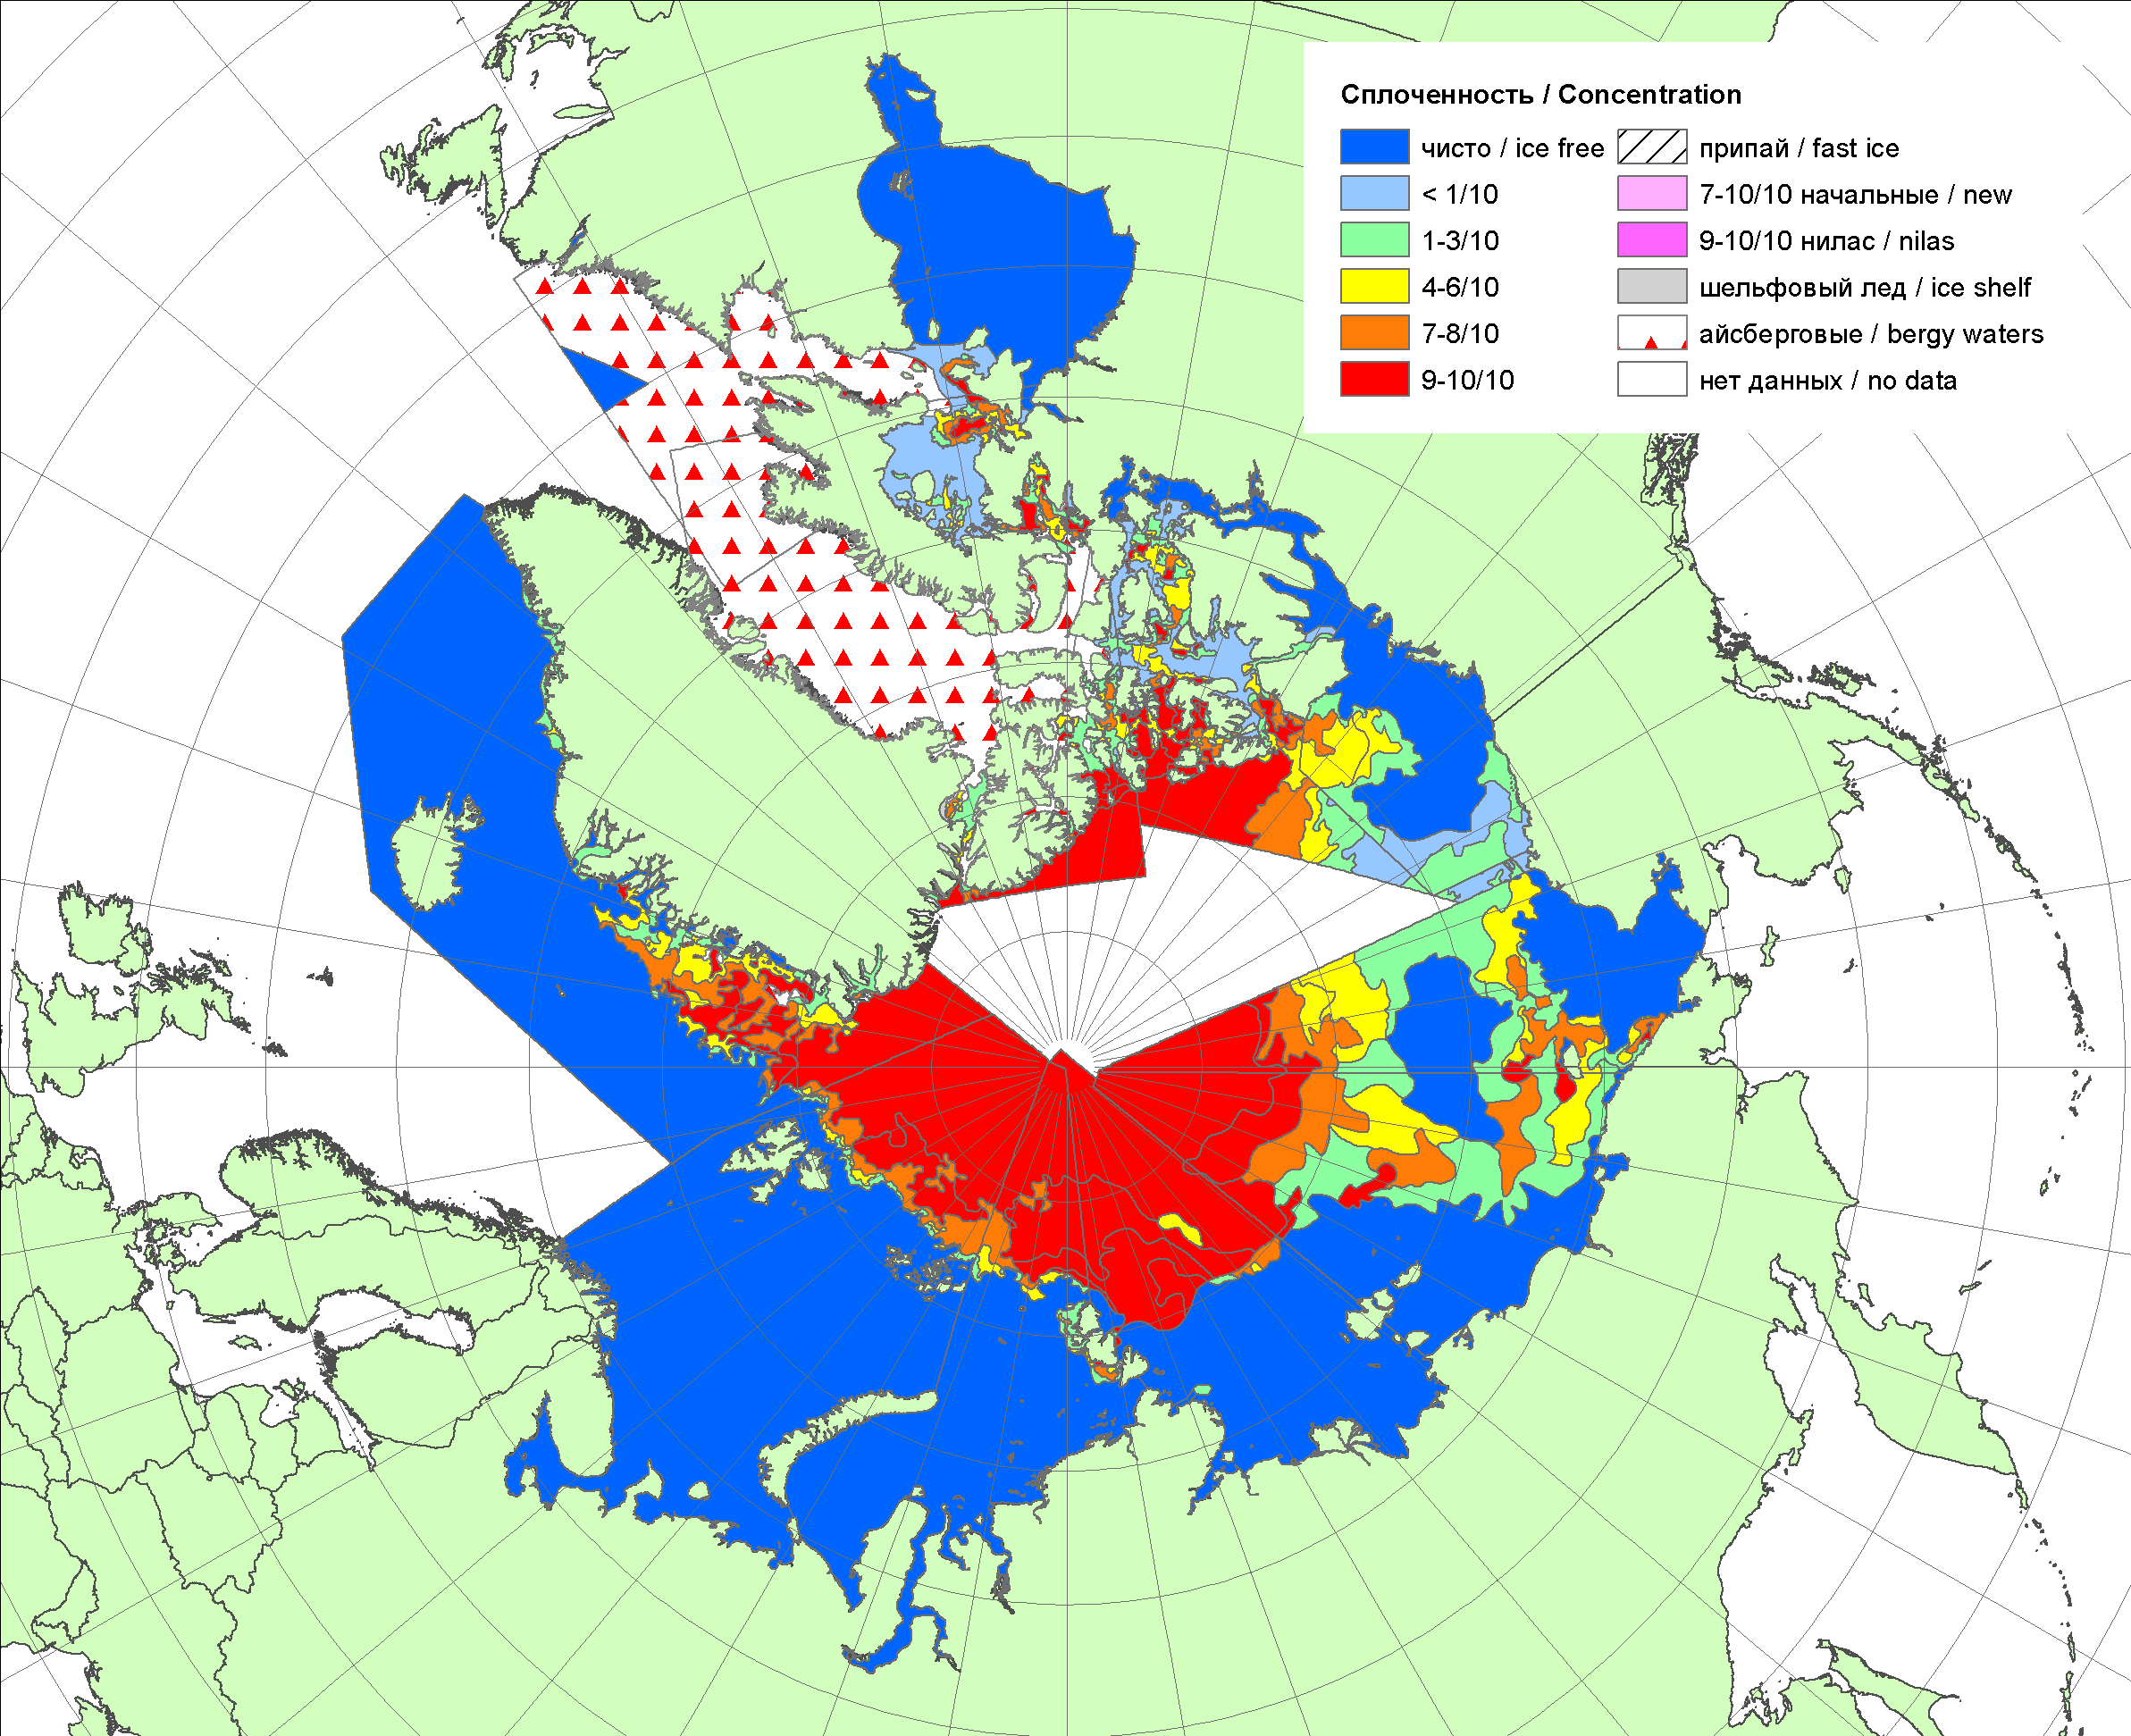 Сплоченность / Concentration
чисто / ice free
< 1/10
1-3/10
4-6/10
7-8/10
9-10/10
припай / fast ice
7-10/10 начальные / new
9-10/10 нилас / nilas
шельфовый лед / ice shelf
айсберговые / bergy waters
нет данных / no data